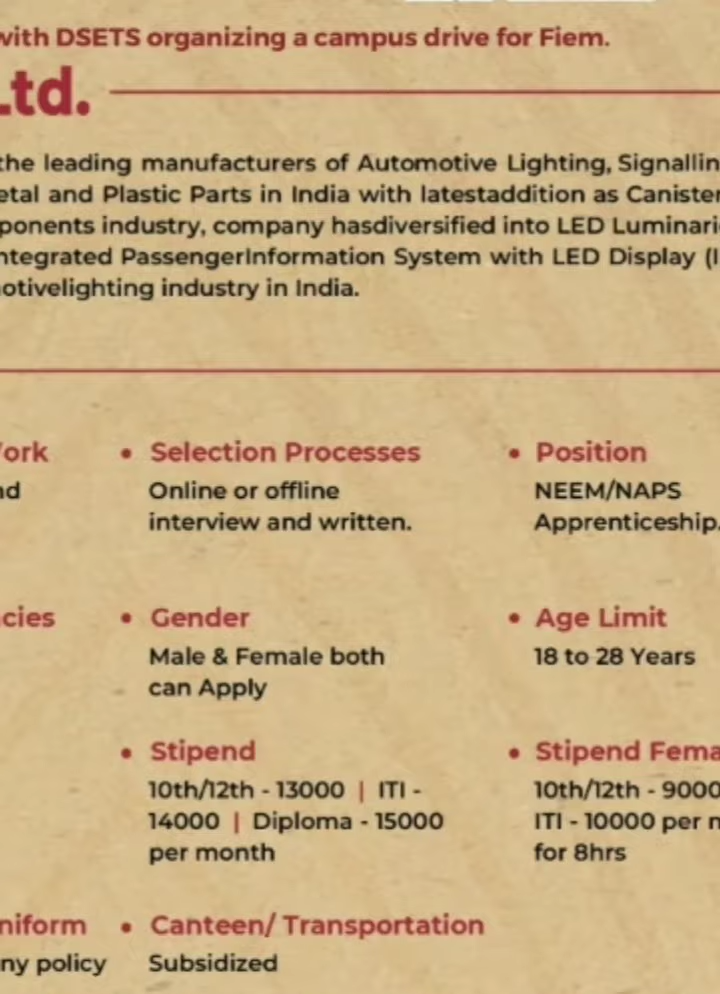 with DSETS organizing a campus drive for Fiem.
Ltd.
the leading manufacturers of Automotive Lighting, Signallin
etal and Plastic Parts in India with latestaddition as Canister
ponents industry, company hasdiversified into LED Luminari
ntegrated PassengerInformation System with LED Display (I
otivelighting industry in India.
ork
nd
• Selection Processes
Online or offline
interview and written.
• Position
NEEM/NAPS
Apprenticeship.
cies
• Gender
Male & Female both
can Apply
• Age Limit
18 to 28 Years
• Stipend
10th/12th - 13000 | ITI -
14000 | Diploma - 15000
per month
• Stipend Fema
10th/12th - 9000
ITI - 10000 per
for 8hrs
niform
ny policy
• Canteen/ Transportation
Subsidized